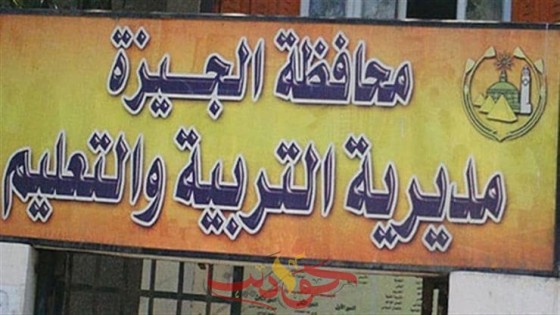 محافظة الجيزة
مديرية التربية والتعليم